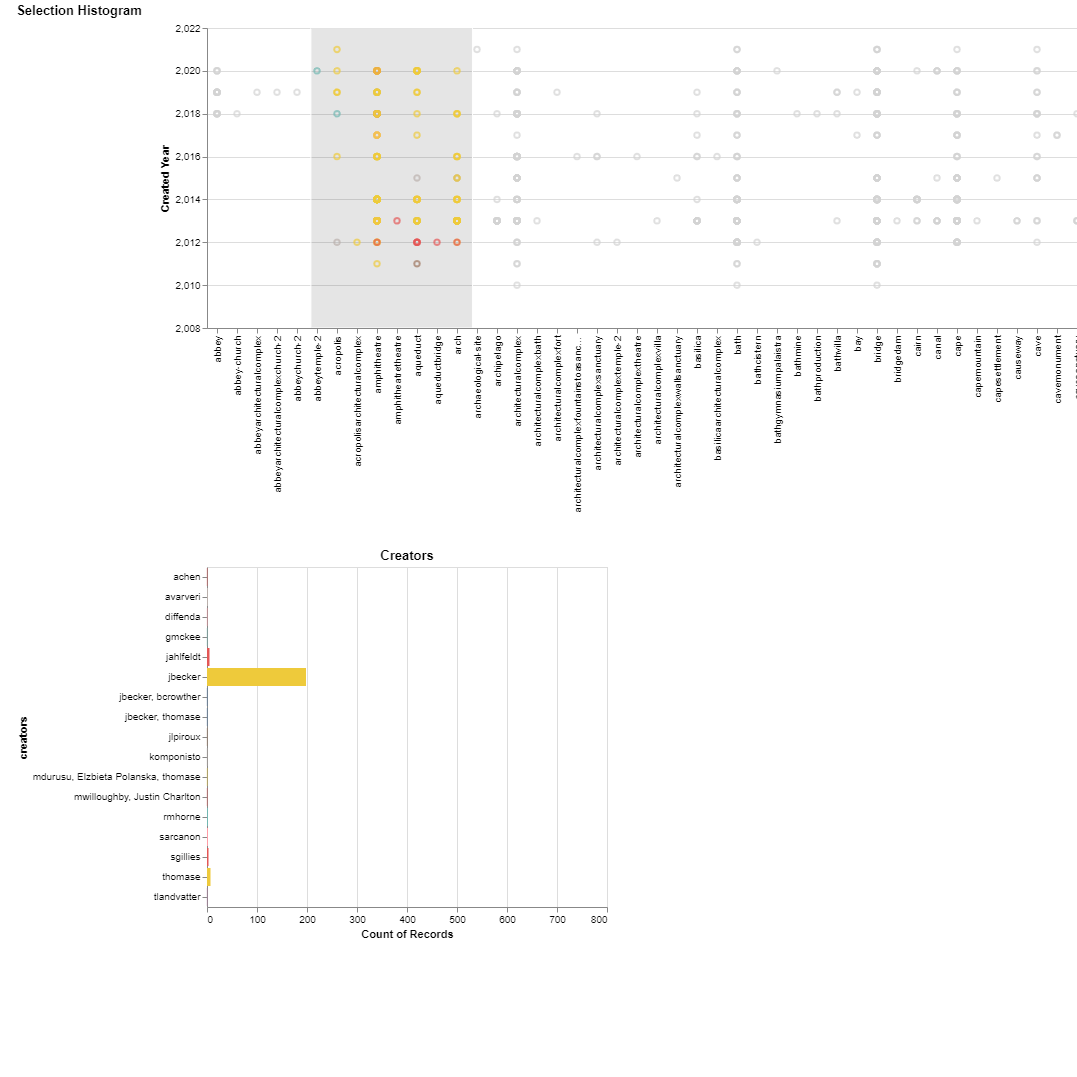 Selection Histogram
2,022
2,020
2,018
2,016
2,014
2,012
2,010
2,008
Created Year
abbey
abbey-church
abbeyarchitecturalcomplex
abbeyarchitecturalcomplexchurch-2
abbeychurch-2
abbeytemple-2
acropolis
acropolisarchitecturalcomplex
amphitheatre
amphitheatretheatre
aqueduct
aqueductbridge
arch
archaeological-site
archipelago
architecturalcomplex
architecturalcomplexbath
architecturalcomplexfort
architecturalcomplexfountainstoasanc...
architecturalcomplexsanctuary
architecturalcomplextemple-2
architecturalcomplextheatre
architecturalcomplexvilla
architecturalcomplexwallsanctuary
basilica
basilicaarchitecturalcomplex
bath
bathcistern
bathgymnasiumpalaistra
bathmine
bathproduction
bathvilla
bay
bridge
bridgedam
cairn
canal
cape
capemountain
capesettlement
causeway
cave
cavemonument
Creators
creators
achen
avarveri
diffenda
gmckee
jahlfeldt
jbecker
jbecker, bcrowther
jbecker, thomase
jlpiroux
komponisto
mdurusu, Elzbieta Polanska, thomase
mwilloughby, Justin Charlton
rmhorne
sarcanon
sgillies
thomase
tlandvatter
0 100 200 300 400 500 600 700 800
Count of Records